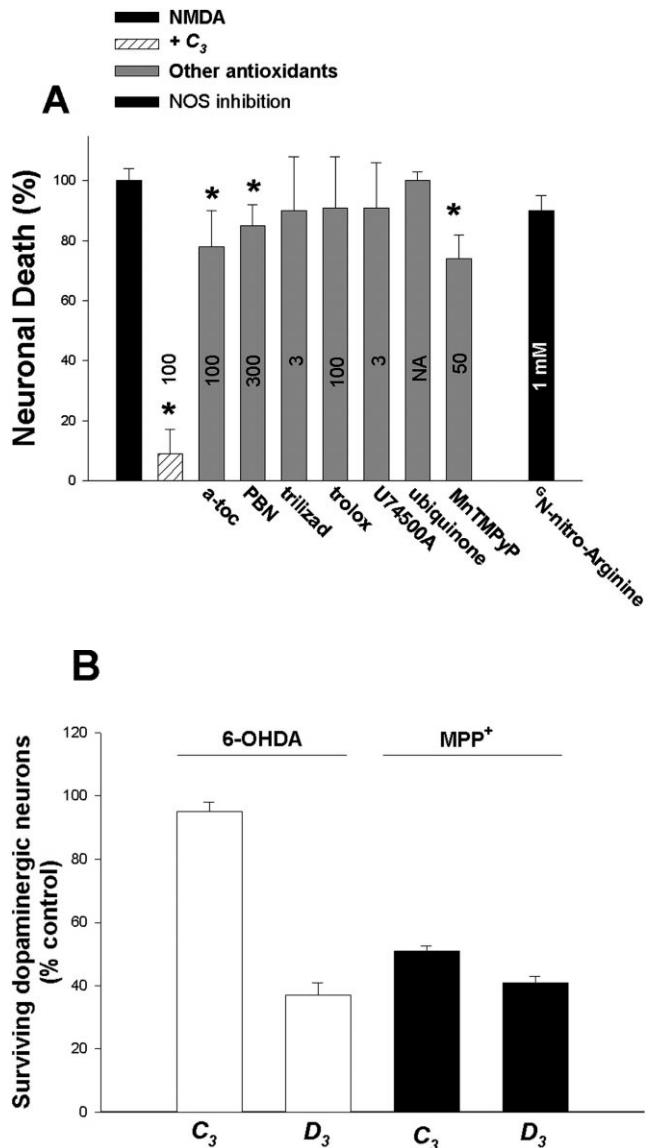 NMDA
+ C₃
Other antioxidants
NOS inhibition
A
Neuronal Death (%)
100
80
60
40
20
0
100
100
300
3
100
3
NA
50
1 mM
*
*
*
*
a-toc
PBN
trilizad
trolox
U74500A
ubiquinone
MnTMPyP
ᴳN-nitro-Arginine
B
6-OHDA
MPP⁺
Surviving dopaminergic neurons
(% control)
120
100
80
60
40
20
0
C₃
D₃
C₃
D₃